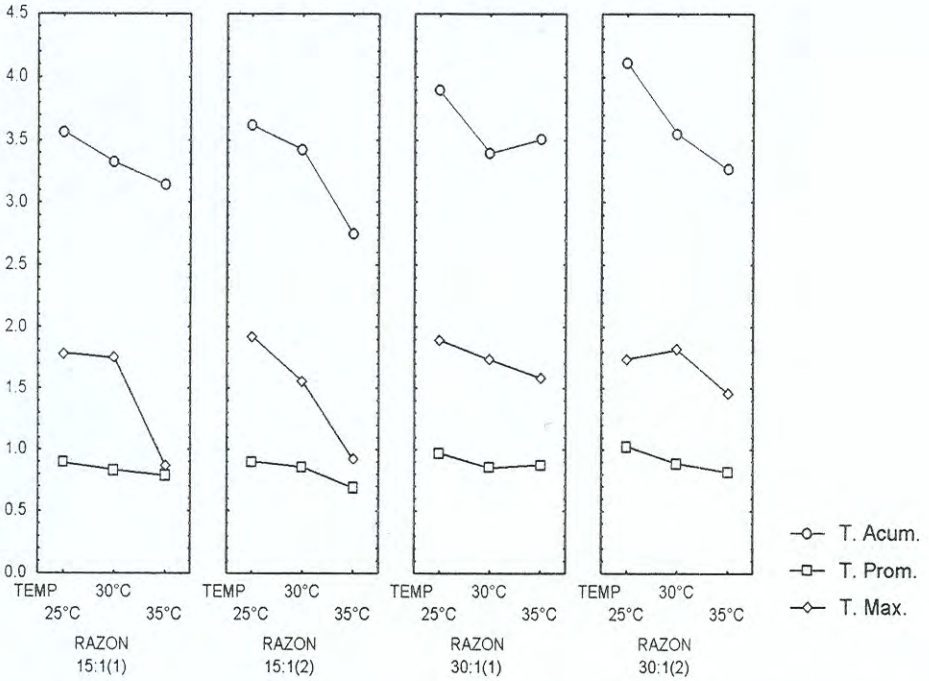 4.5
4.0
3.5
3.0
2.5
2.0
1.5
1.0
0.5
0.0
TEMP 30°C TEMP 30°C TEMP 30°C TEMP 30°C
25°C 35°C 25°C 35°C 25°C 35°C 25°C 35°C
RAZON RAZON RAZON RAZON
15:1(1) 15:1(2) 30:1(1) 30:1(2)
T. Acum.
T. Prom.
T. Max.